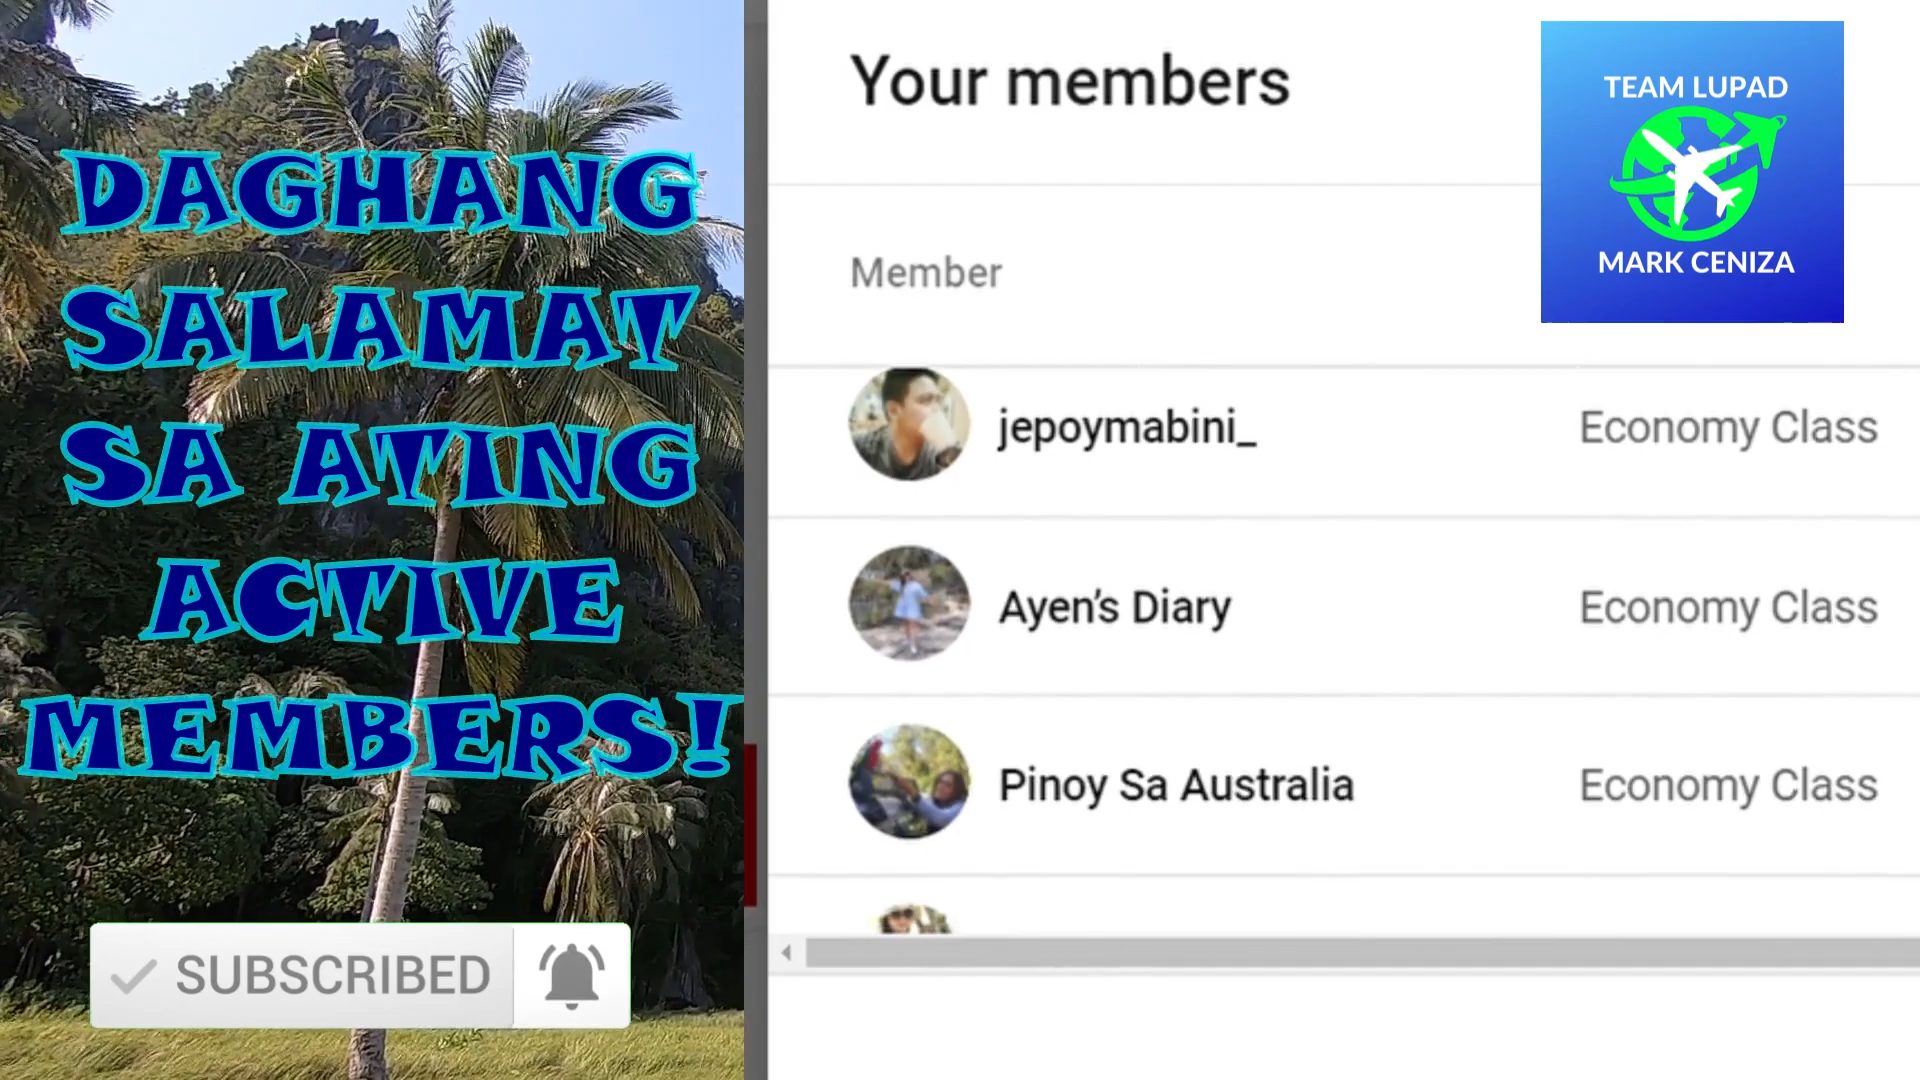 DAGHANG
SALAMAT
SA ATING
ACTIVE
MEMBERS!
SUBSCRIBED
Your members
Member
jepoymabini_ Economy Class
Ayen's Diary Economy Class
Pinoy Sa Australia Economy Class
TEAM LUPAD
MARK CENIZA